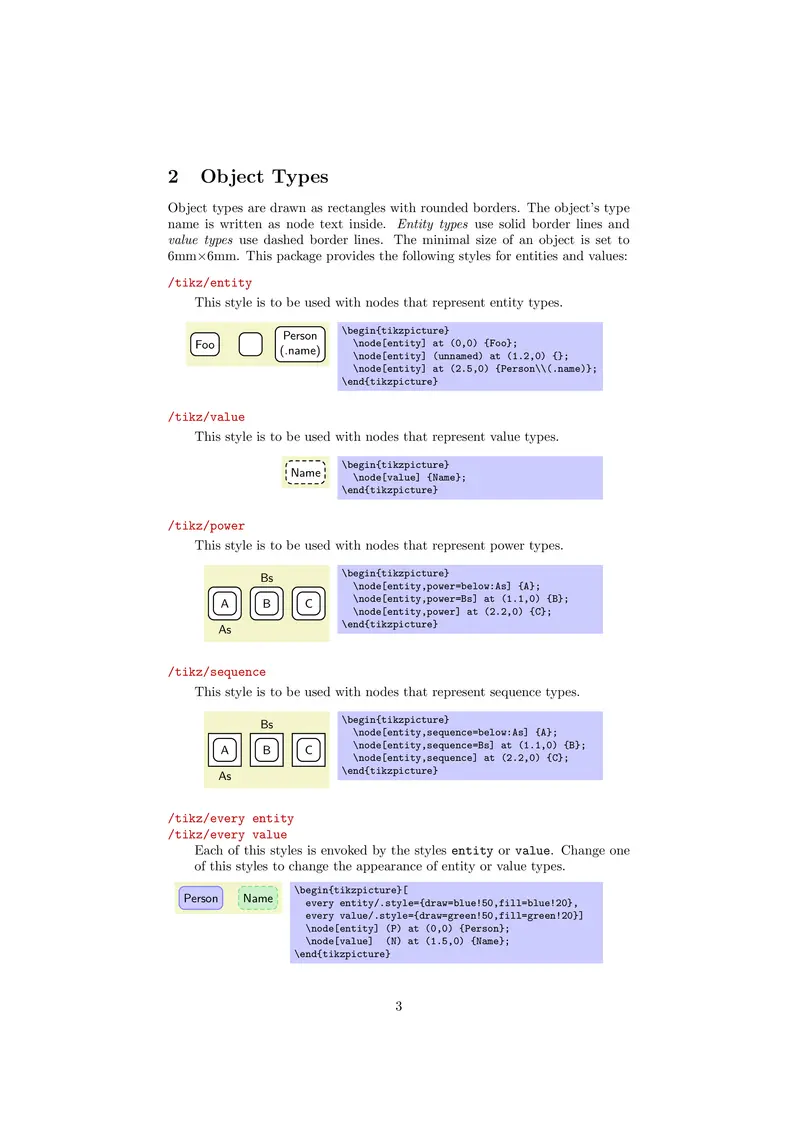 2 Object Types
Object types are drawn as rectangles with rounded borders. The object's type
name is written as node text inside. Entity types use solid border lines and
value types use dashed border lines. The minimal size of an object is set to
6mm×6mm. This package provides the following styles for entities and values:
/tikz/entity
This style is to be used with nodes that represent entity types.
Foo
Person
(.name)
\begin{tikzpicture}
\node[entity] at (0,0) {Foo};
\node[entity] (unnamed) at (1.2,0) {};
\node[entity] at (2.5,0) {Person\\(.name)};
\end{tikzpicture}
/tikz/value
This style is to be used with nodes that represent value types.
Name
\begin{tikzpicture}
\node[value] {Name};
\end{tikzpicture}
/tikz/power
This style is to be used with nodes that represent power types.
Bs
A B C
As
\begin{tikzpicture}
\node[entity,power=below:As] {A};
\node[entity,power=Bs] at (1.1,0) {B};
\node[entity,power] at (2.2,0) {C};
\end{tikzpicture}
/tikz/sequence
This style is to be used with nodes that represent sequence types.
Bs
A B C
As
\begin{tikzpicture}
\node[entity,sequence=below:As] {A};
\node[entity,sequence=Bs] at (1.1,0) {B};
\node[entity,sequence] at (2.2,0) {C};
\end{tikzpicture}
/tikz/every entity
/tikz/every value
Each of this styles is envoked by the styles entity or value. Change one
of this styles to change the appearance of entity or value types.
Person Name
\begin{tikzpicture}[
every entity/.style={draw=blue!50,fill=blue!20},
every value/.style={draw=green!50,fill=green!20}]
\node[entity] (P) at (0,0) {Person};
\node[value] (N) at (1.5,0) {Name};
\end{tikzpicture}
3